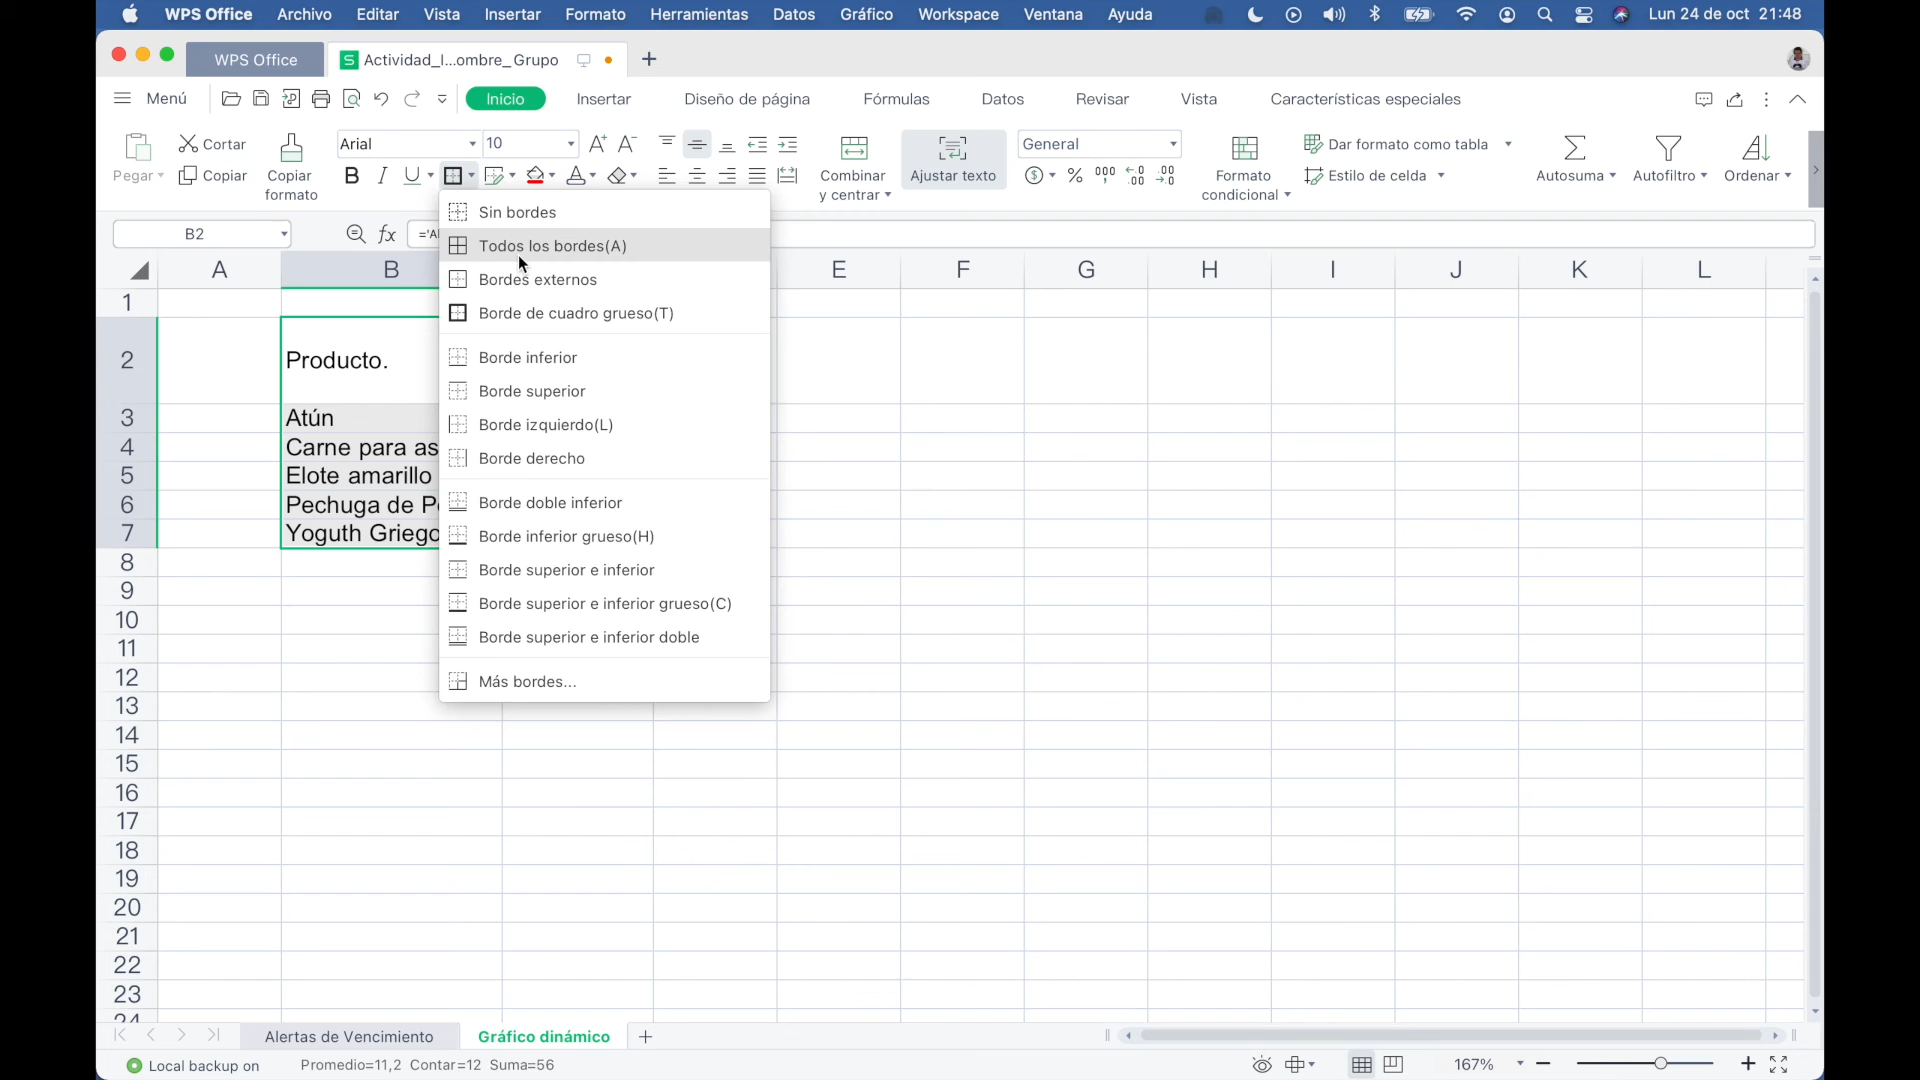 WPS Office Archivo Editar Vista Insertar Formato Herramientas Datos Gráfico Workspace Ventana Ayuda Lun 24 de oct 21:48
WPS Office Actividad_I...ombre_Grupo
Menú Inicio Insertar Diseño de página Fórmulas Datos Revisar Vista Características especiales
Cortar Arial 10 General Dar formato como tabla
Pegar Copiar Copiar formato Combinar y centrar Ajustar texto Formato condicional Estilo de celda Autosuma Autofiltro Ordenar
B2 fx ='A
Sin bordes
Todos los bordes(A)
Bordes externos
Borde de cuadro grueso(T)
Borde inferior
Borde superior
Borde izquierdo(L)
Borde derecho
Borde doble inferior
Borde inferior grueso(H)
Borde superior e inferior
Borde superior e inferior grueso(C)
Borde superior e inferior doble
Más bordes...
A B E F G H I J K L
1
2 Producto.
3 Atún
4 Carne para as
5 Elote amarillo
6 Pechuga de P
7 Yoguth Griego
8
9
10
11
12
13
14
15
16
17
18
19
20
21
22
23
24
Alertas de Vencimiento Gráfico dinámico
Local backup on Promedio=11,2 Contar=12 Suma=56 167%